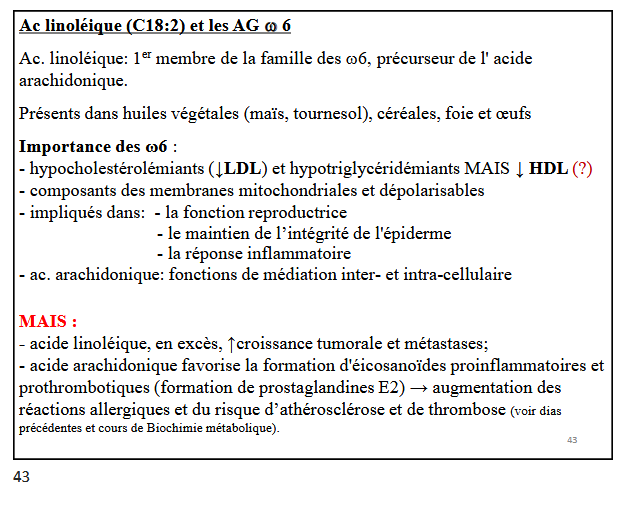 Ac linoléique (C18:2) et les AG ω 6
Ac. linoléique: 1er membre de la famille des ω6, précurseur de l' acide
arachidonique.
Présents dans huiles végétales (maïs, tournesol), céréales, foie et œufs
Importance des ω6 :
- hypocholestérolémiants (↓LDL) et hypotriglycéridémiants MAIS ↓ HDL (?)
- composants des membranes mitochondriales et dépolarisables
- impliqués dans: - la fonction reproductrice
- le maintien de l’intégrité de l'épiderme
- la réponse inflammatoire
- ac. arachidonique: fonctions de médiation inter- et intra-cellulaire
MAIS :
- acide linoléique, en excès, ↑croissance tumorale et métastases;
- acide arachidonique favorise la formation d'éicosanoïdes proinflammatoires et
prothrombotiques (formation de prostaglandines E2) → augmentation des
réactions allergiques et du risque d’athérosclérose et de thrombose (voir dias
précédentes et cours de Biochimie métabolique).
43
43